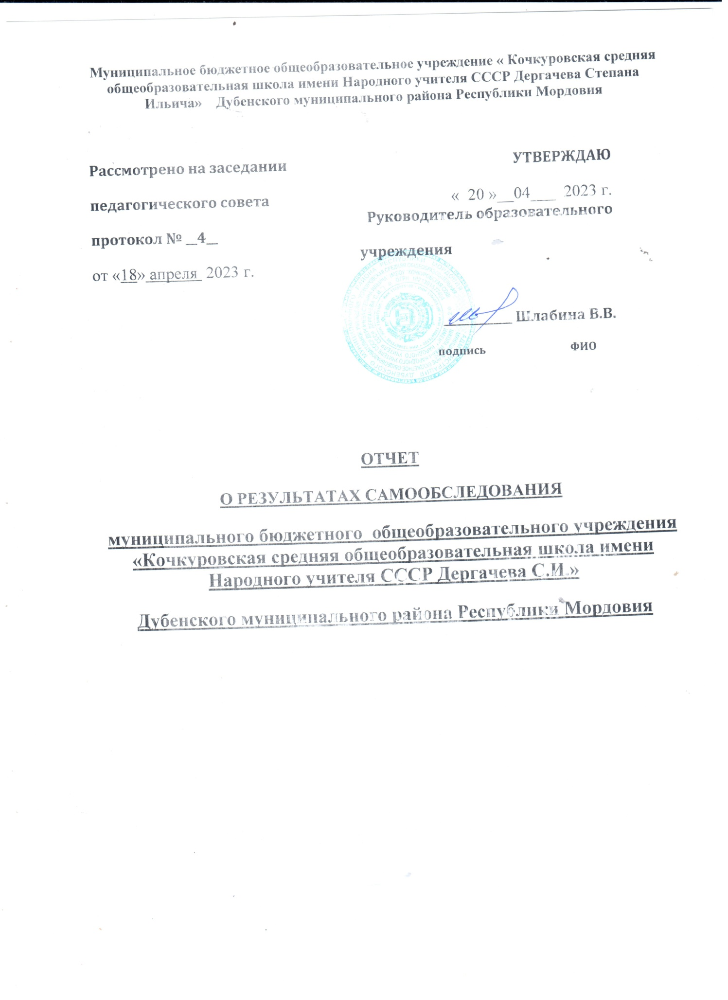 Муниципальное бюджетное общеобразовательное учреждение « Кочкуровская средняя
общеобразовательная школа имени Народного учителя СССР Дергачева Степана
Ильича» Дубенского муниципального района Республики Мордовия
Рассмотрено на заседании
педагогического совета
протокол № __4__
от «18» апреля 2023 г.
УТВЕРЖДАЮ
« 20 »__04___ 2023 г.
Руководитель образовательного
учреждения
Шлабина В.В.
подпись ФИО
ОТЧЕТ
О РЕЗУЛЬТАТАХ САМООБСЛЕДОВАНИЯ
муниципального бюджетного общеобразовательного учреждения
«Кочкуровская средняя общеобразовательная школа имени
Народного учителя СССР Дергачева С.И.»
Дубенского муниципального района Республики Мордовия